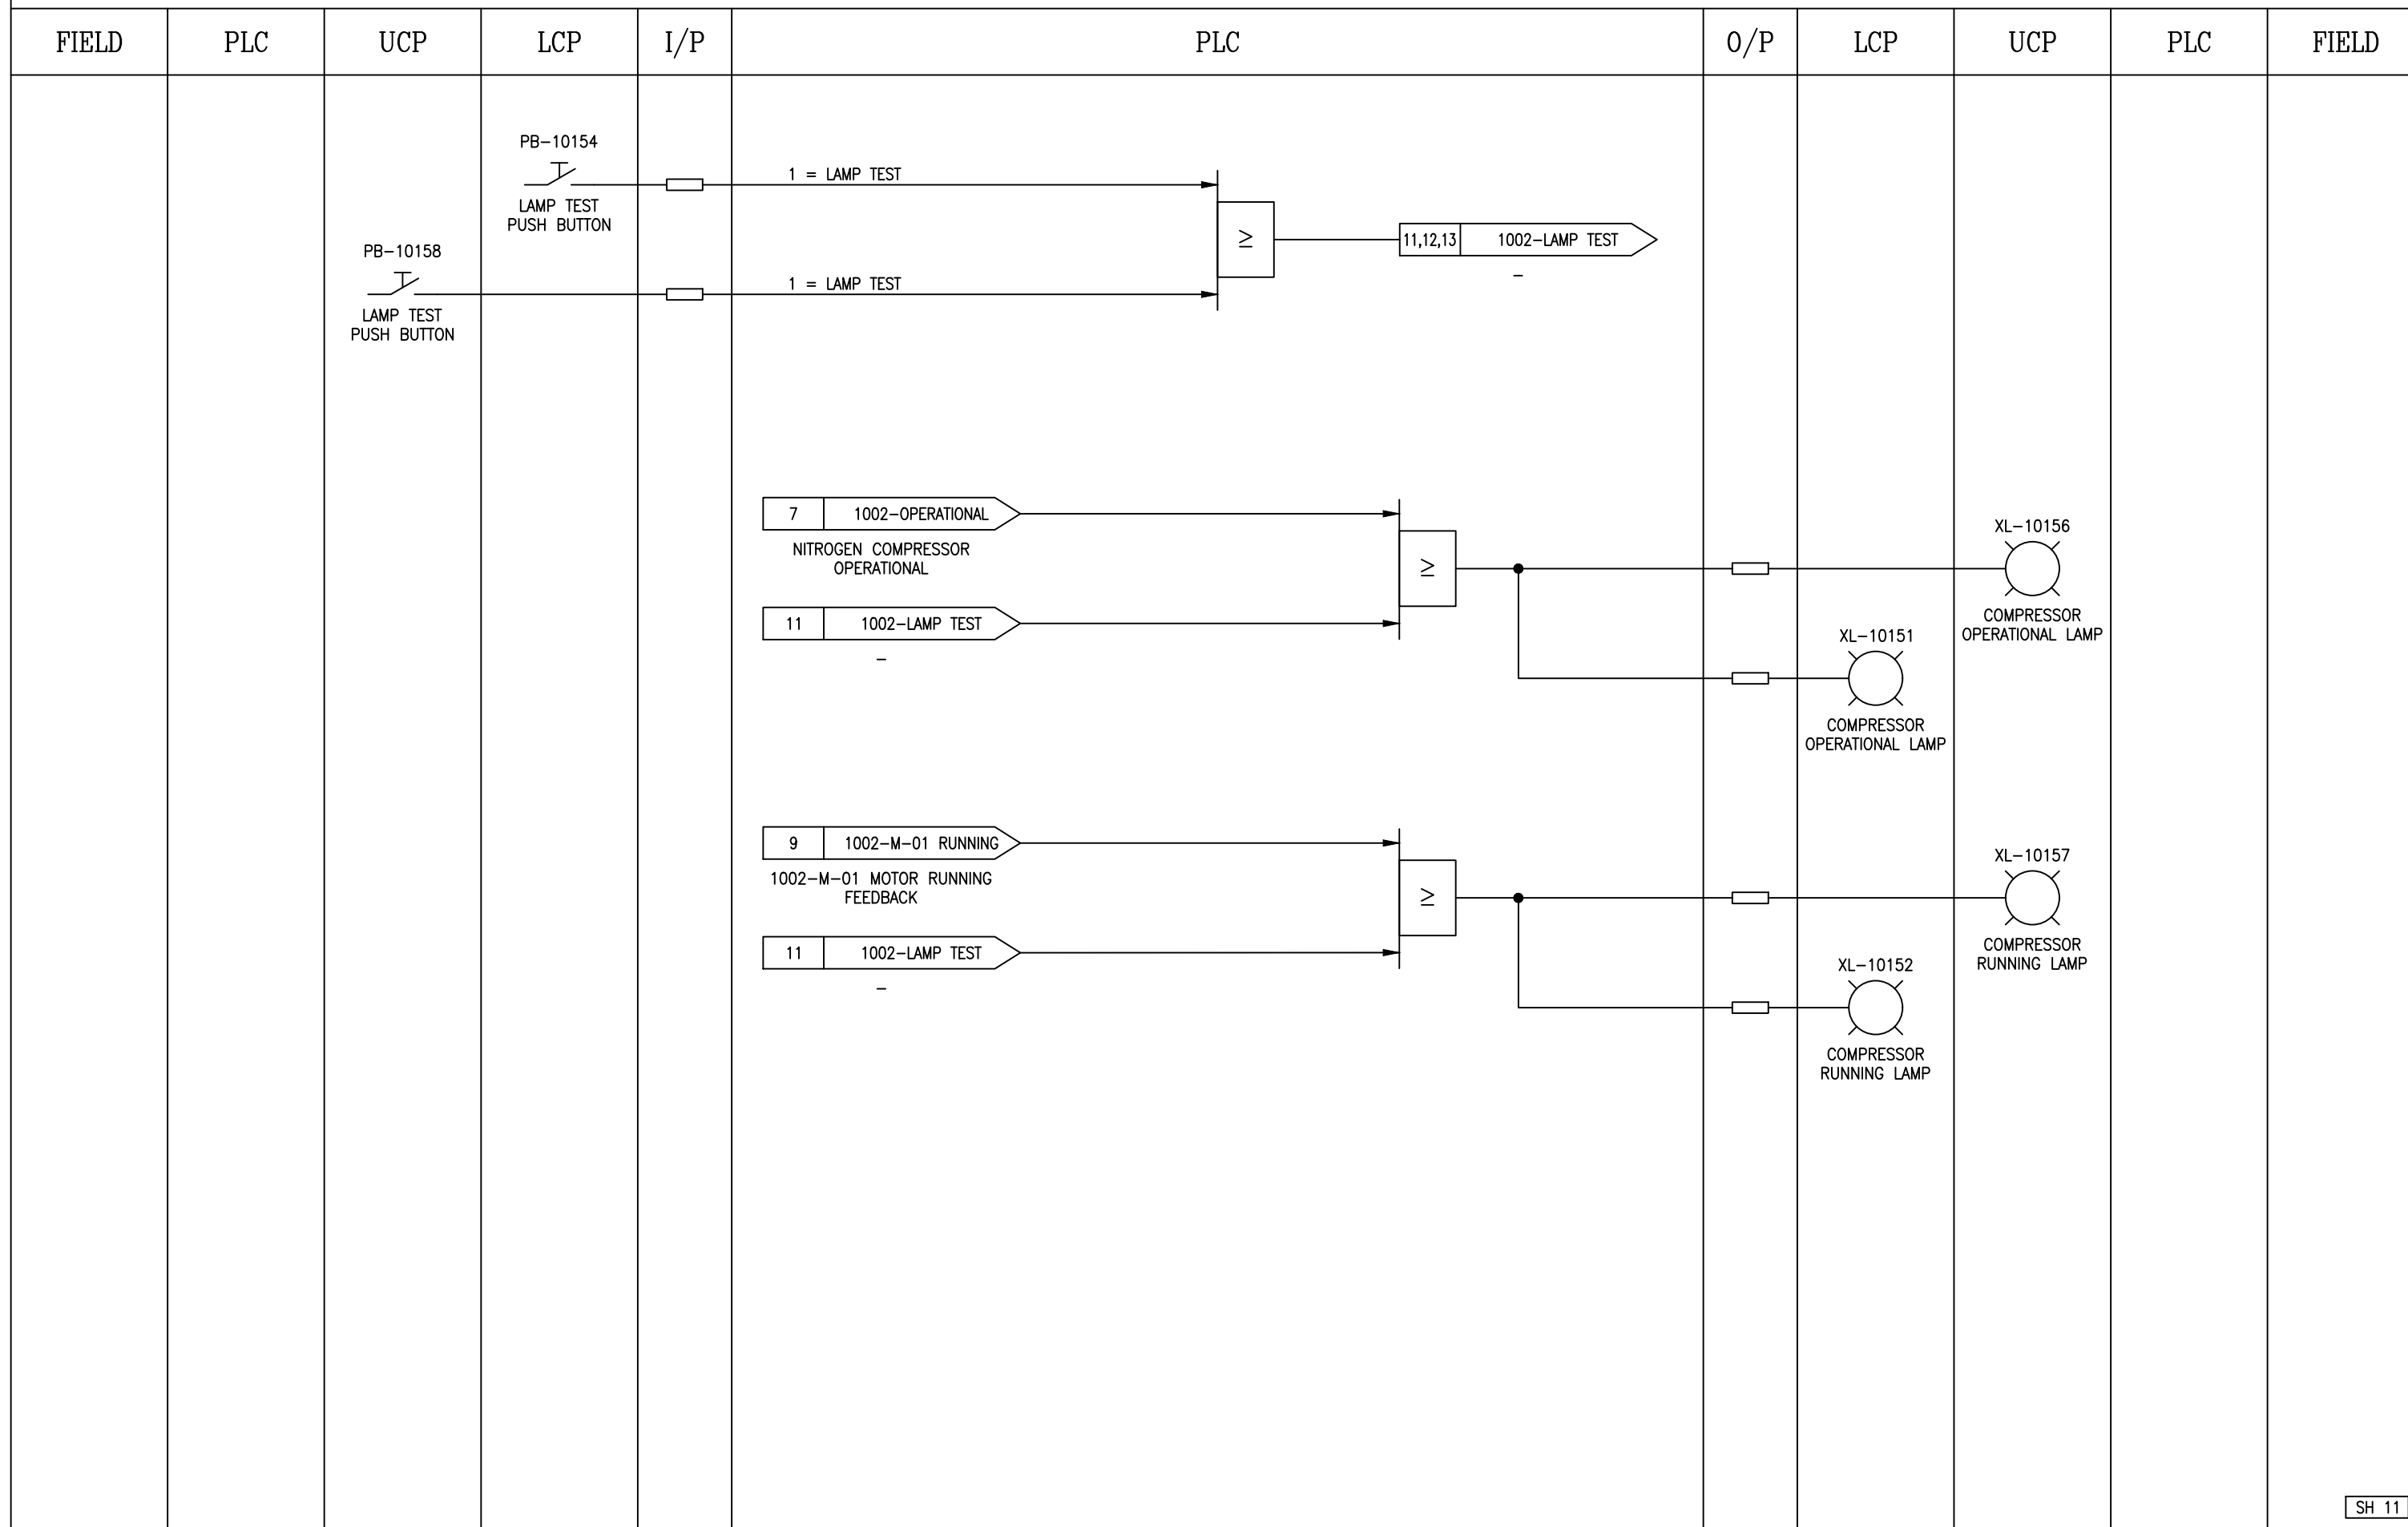 FIELD PLC UCP LCP I/P PLC O/P LCP UCP PLC FIELD
PB-10154
LAMP TEST
PUSH BUTTON
1 = LAMP TEST
PB-10158
LAMP TEST
PUSH BUTTON
1 = LAMP TEST
≥
11,12,13 1002-LAMP TEST
-
7 1002-OPERATIONAL
NITROGEN COMPRESSOR
OPERATIONAL
11 1002-LAMP TEST
-
≥
XL-10156
COMPRESSOR
OPERATIONAL LAMP
XL-10151
COMPRESSOR
OPERATIONAL LAMP
9 1002-M-01 RUNNING
1002-M-01 MOTOR RUNNING
FEEDBACK
11 1002-LAMP TEST
-
≥
XL-10157
COMPRESSOR
RUNNING LAMP
XL-10152
COMPRESSOR
RUNNING LAMP
SH 11